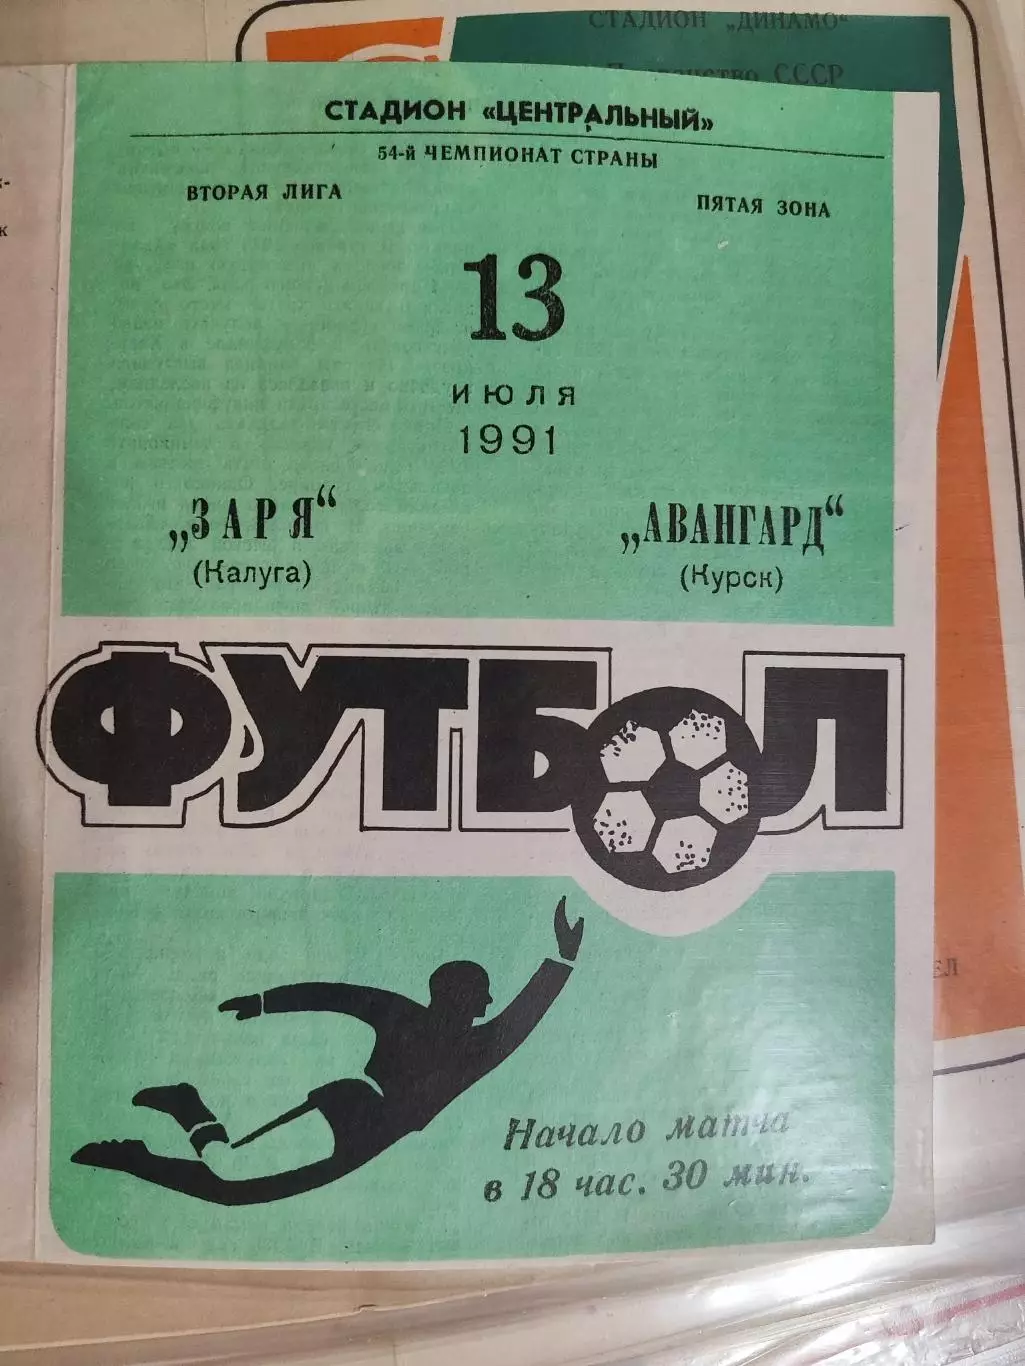 СТАДИОН „ДИНАМО“
СССР
СТАДИОН «ЦЕНТРАЛЬНЫЙ»
54-й ЧЕМПИОНАТ СТРАНЫ
ВТОРАЯ ЛИГА
ПЯТАЯ ЗОНА
13
ИЮЛЯ
1991
„ЗАРЯ“
(Калуга)
„АВАНГАРД“
(Курск)
ФУТБОЛ
Начало матча
в 18 час. 30 мин.